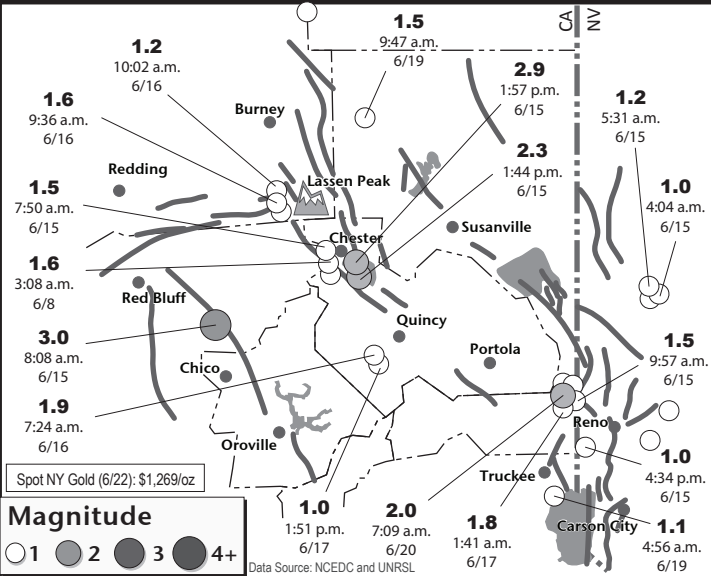 CA
NV
1.5
9:47 a.m.
6/19
1.2
10:02 a.m.
6/16
2.9
1:57 p.m.
6/15
1.6
9:36 a.m.
6/16
Burney
1.2
5:31 a.m.
6/15
2.3
1:44 p.m.
6/15
Redding
Lassen Peak
1.5
7:50 a.m.
6/15
1.0
4:04 a.m.
6/15
Susanville
Chester
1.6
3:08 a.m.
6/8
Red Bluff
Quincy
3.0
8:08 a.m.
6/15
Portola
1.5
9:57 a.m.
6/15
Chico
1.9
7:24 a.m.
6/16
Reno
Oroville
1.0
4:34 p.m.
6/15
Spot NY Gold (6/22): $1,269/oz
Truckee
1.0
1:51 p.m.
6/17
2.0
7:09 a.m.
6/20
1.8
1:41 a.m.
6/17
Carson City
1.1
4:56 a.m.
6/19
Magnitude
1 2 3 4+
Data Source: NCEDC and UNRSL